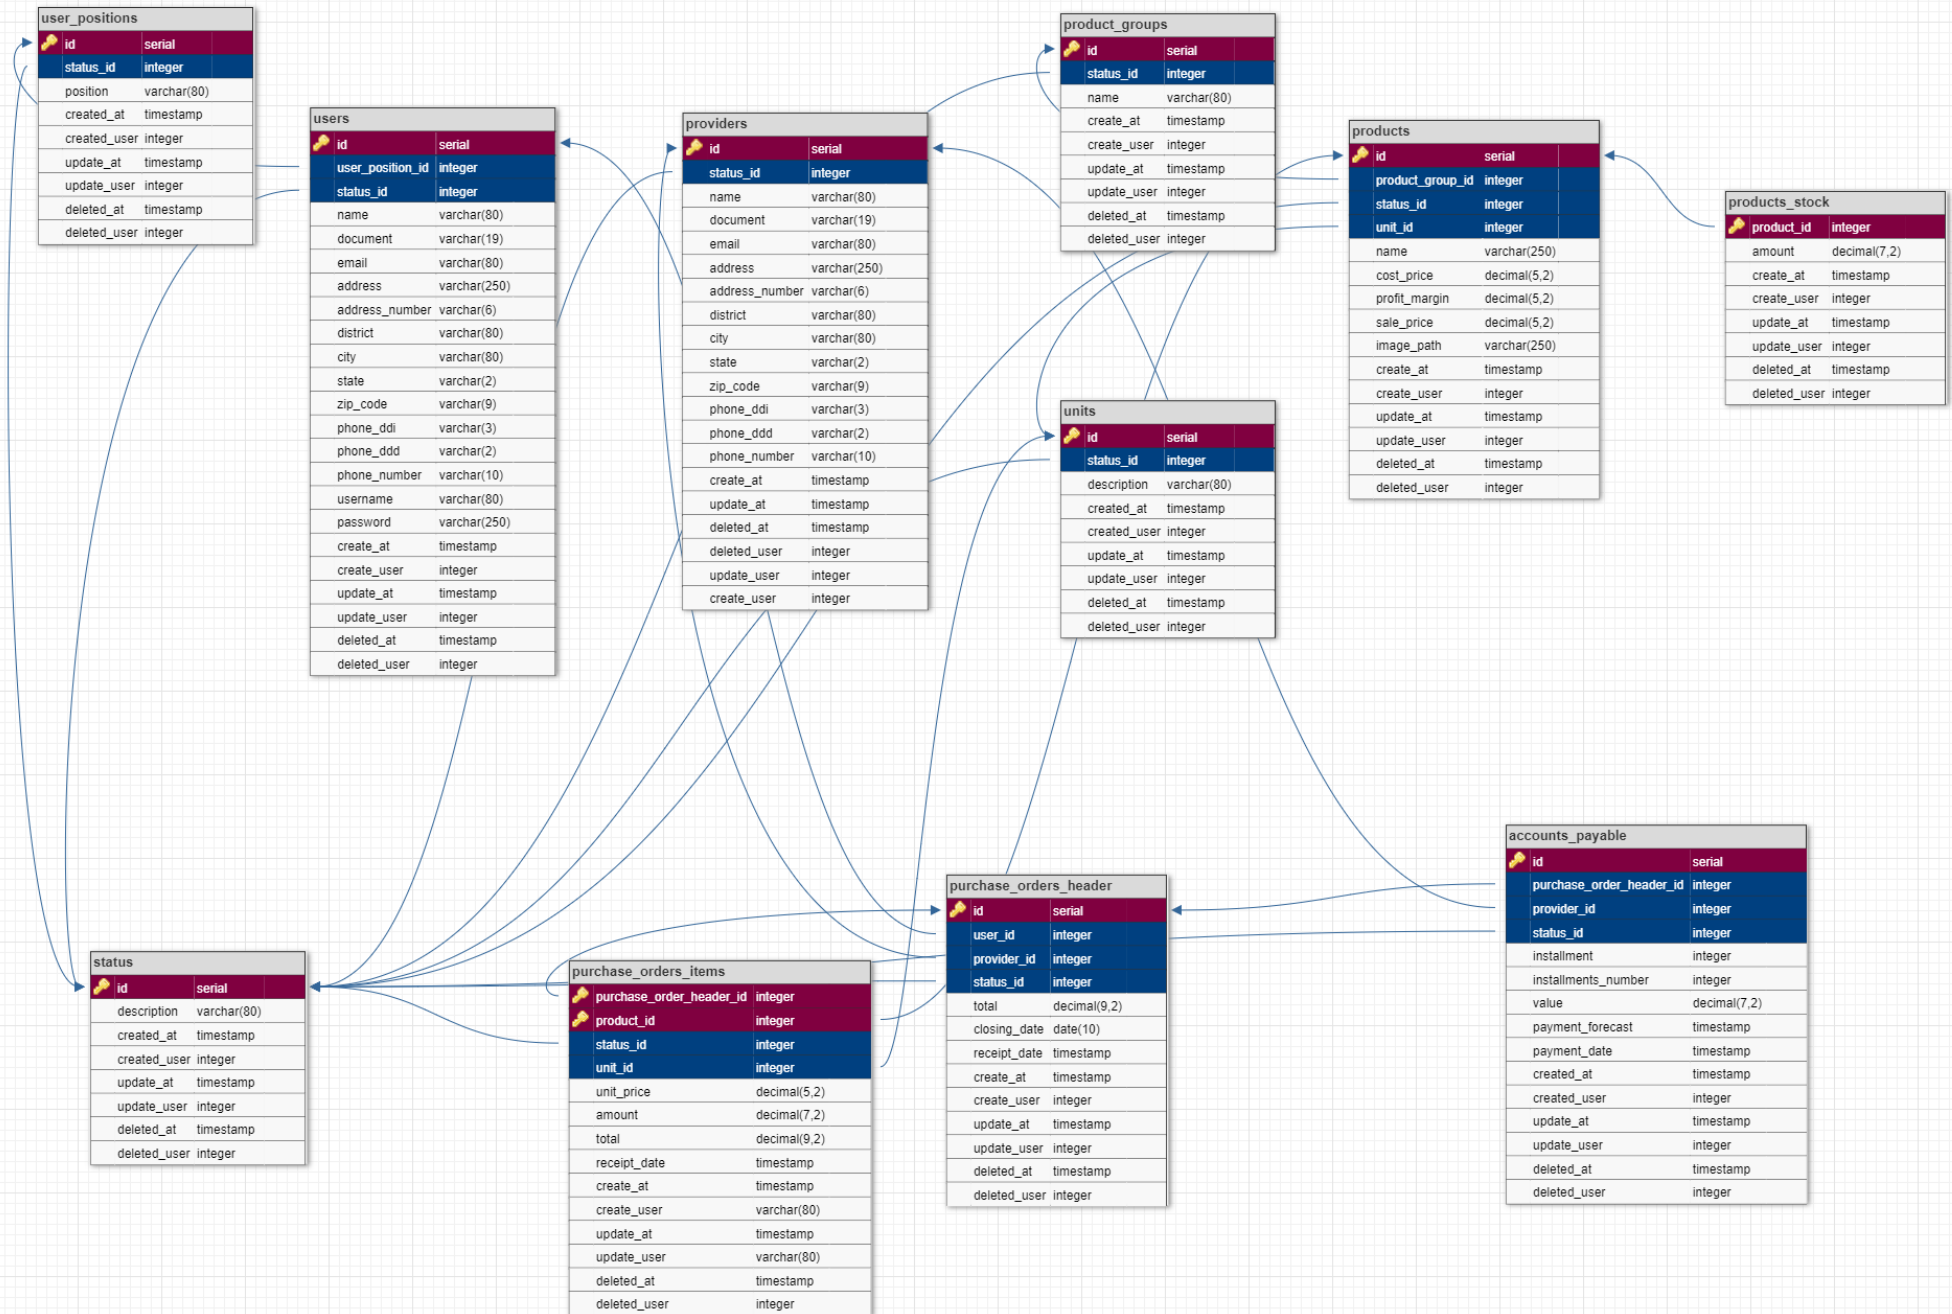 user_positions
id serial
status_id integer
position varchar(80)
created_at timestamp
created_user integer
update_at timestamp
update_user integer
deleted_at timestamp
deleted_user integer
users
id serial
user_position_id integer
status_id integer
name varchar(80)
document varchar(19)
email varchar(80)
address varchar(250)
address_number varchar(6)
district varchar(80)
city varchar(80)
state varchar(2)
zip_code varchar(9)
phone_ddi varchar(3)
phone_ddd varchar(2)
phone_number varchar(10)
username varchar(80)
password varchar(250)
create_at timestamp
create_user integer
update_at timestamp
update_user integer
deleted_at timestamp
deleted_user integer
providers
id serial
status_id integer
name varchar(80)
document varchar(19)
email varchar(80)
address varchar(250)
address_number varchar(6)
district varchar(80)
city varchar(80)
state varchar(2)
zip_code varchar(9)
phone_ddi varchar(3)
phone_ddd varchar(2)
phone_number varchar(10)
create_at timestamp
update_at timestamp
deleted_at timestamp
deleted_user integer
update_user integer
create_user integer
product_groups
id serial
status_id integer
name varchar(80)
create_at timestamp
create_user integer
update_at timestamp
update_user integer
deleted_at timestamp
deleted_user integer
products
id serial
product_group_id integer
status_id integer
unit_id integer
name varchar(250)
cost_price decimal(5,2)
profit_margin decimal(5,2)
sale_price decimal(5,2)
image_path varchar(250)
create_at timestamp
create_user integer
update_at timestamp
update_user integer
deleted_at timestamp
deleted_user integer
products_stock
product_id integer
amount decimal(7,2)
create_at timestamp
create_user integer
update_at timestamp
update_user integer
deleted_at timestamp
deleted_user integer
units
id serial
status_id integer
description varchar(80)
created_at timestamp
created_user integer
update_at timestamp
update_user integer
deleted_at timestamp
deleted_user integer
status
id serial
description varchar(80)
created_at timestamp
created_user integer
update_at timestamp
update_user integer
deleted_at timestamp
deleted_user integer
purchase_orders_items
purchase_order_header_id integer
product_id integer
status_id integer
unit_id integer
unit_price decimal(5,2)
amount decimal(7,2)
total decimal(9,2)
receipt_date timestamp
create_at timestamp
create_user varchar(80)
update_at timestamp
update_user varchar(80)
deleted_at timestamp
deleted_user integer
purchase_orders_header
id serial
user_id integer
provider_id integer
status_id integer
total decimal(9,2)
closing_date date(10)
receipt_date timestamp
create_at timestamp
create_user integer
update_at timestamp
update_user integer
deleted_at timestamp
deleted_user integer
accounts_payable
id serial
purchase_order_header_id integer
provider_id integer
status_id integer
installment integer
installments_number integer
value decimal(7,2)
payment_forecast timestamp
payment_date timestamp
created_at timestamp
created_user integer
update_at timestamp
update_user integer
deleted_at timestamp
deleted_user integer